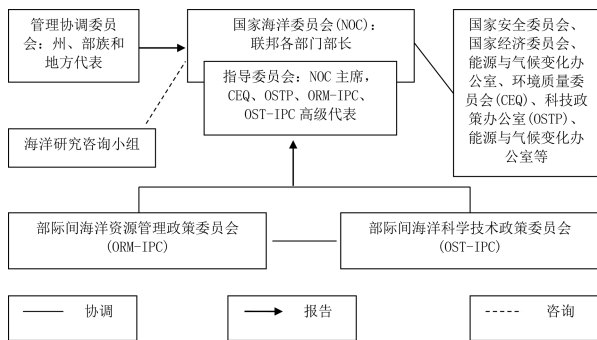 管理协调委员
会：州、部族和
地方代表
国家海洋委员会(NOC)：
联邦各部门部长
指导委员会：NOC 主席，
CEQ、OSTP、ORM-IPC、
OST-IPC 高级代表
国家安全委员会、
国家经济委员会、
能源与气候变化办
公室、环境质量委
员会(CEQ)、科技政
策办公室(OSTP)、
能源与气候变化办
公室等
海洋研究咨询小组
部际间海洋资源管理政策委员会
(ORM-IPC)
部际间海洋科学技术政策委员会
(OST-IPC)
协调
报告
咨询